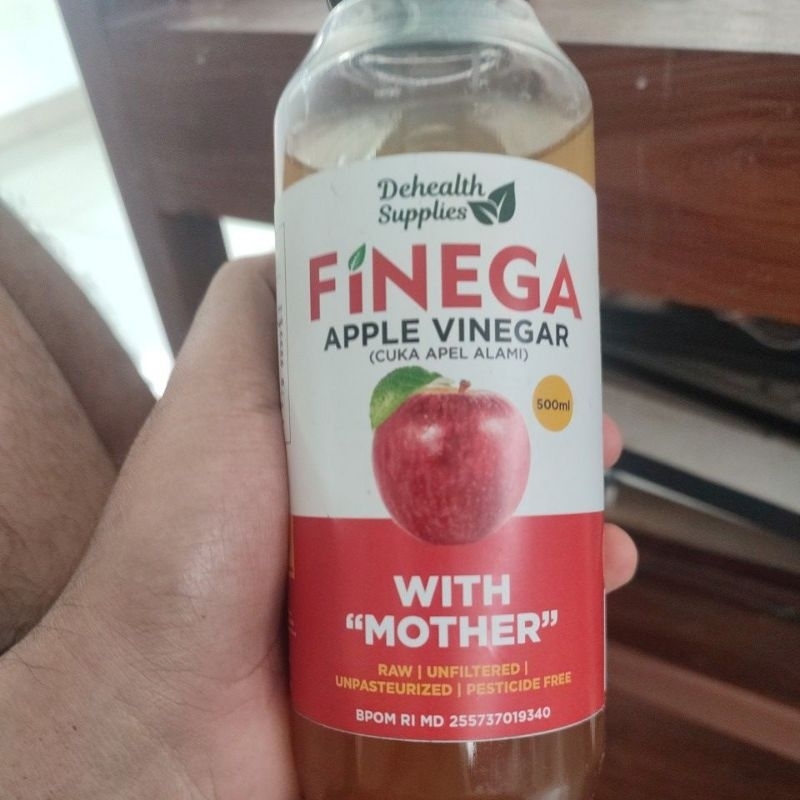 Dehealth
Supplies
FiNEGA
APPLE VINEGAR
(CUKA APEL ALAMI)
500ml
WITH
“MOTHER”
RAW | UNFILTERED |
UNPASTEURIZED | PESTICIDE FREE
BPOM RI MD 255737019340